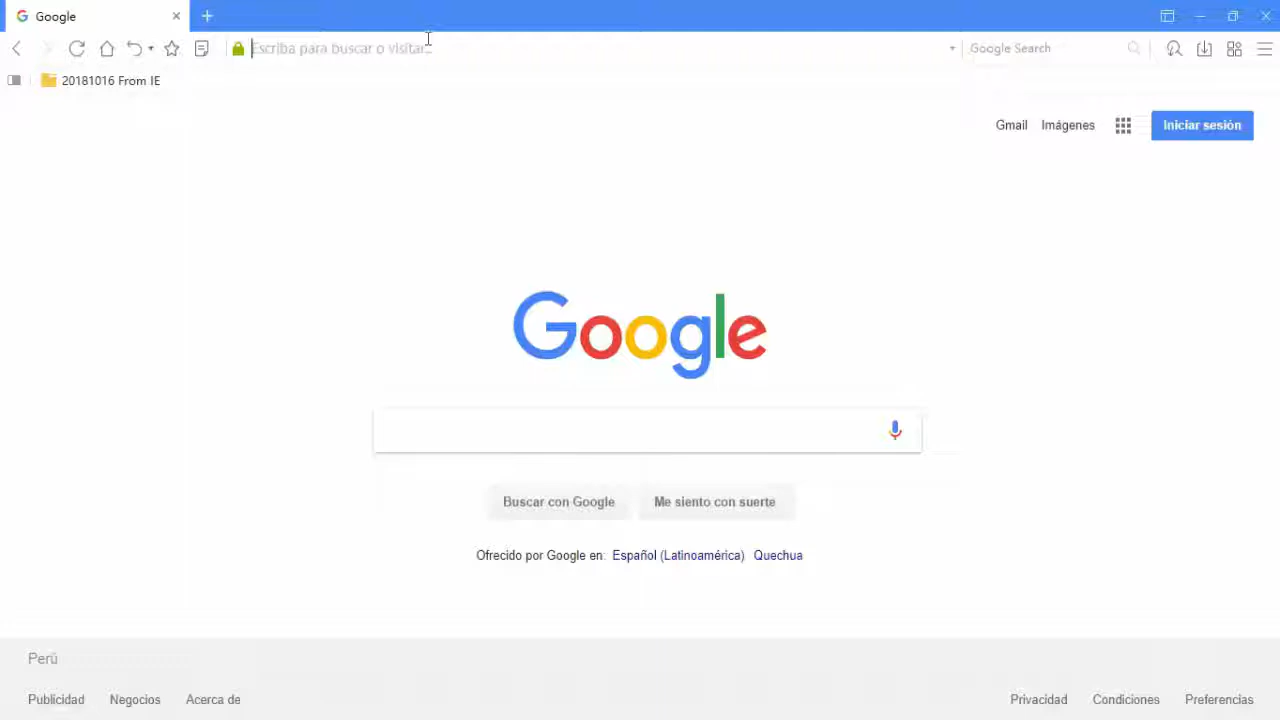 Google
Escriba para buscar o visitar...
Google Search
20181016 From IE
Gmail Imágenes Iniciar sesión
Google
Buscar con Google Me siento con suerte
Ofrecido por Google en: Español (Latinoamérica) Quechua
Perú
Publicidad Negocios Acerca de Privacidad Condiciones Preferencias